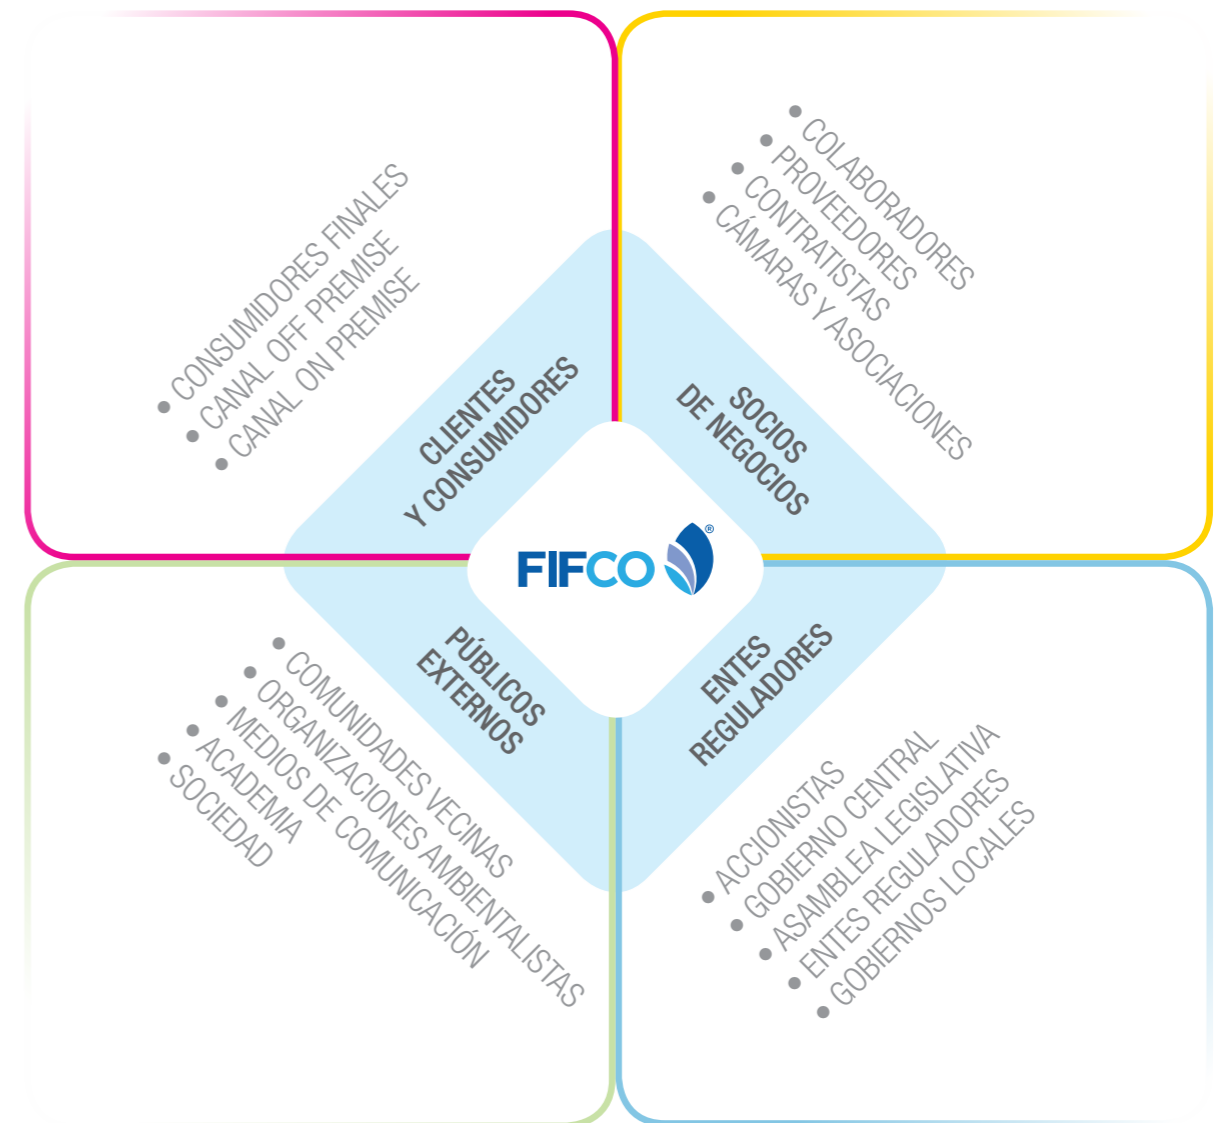 CONSUMIDORES FINALES
CANAL OFF PREMISE
CANAL ON PREMISE
CLIENTES
Y CONSUMIDORES
COLABORADORES
PROVEEDORES
CONTRATISTAS
CÁMARAS Y ASOCIACIONES
SOCIOS
DE NEGOCIOS
FIFCO ®
PÚBLICOS
EXTERNOS
COMUNIDADES VECINAS
ORGANIZACIONES AMBIENTALISTAS
MEDIOS DE COMUNICACIÓN
ACADEMIA
SOCIEDAD
ENTES
REGULADORES
ACCIONISTAS
GOBIERNO CENTRAL
ASAMBLEA LEGISLATIVA
ENTES REGULADORES
GOBIERNOS LOCALES